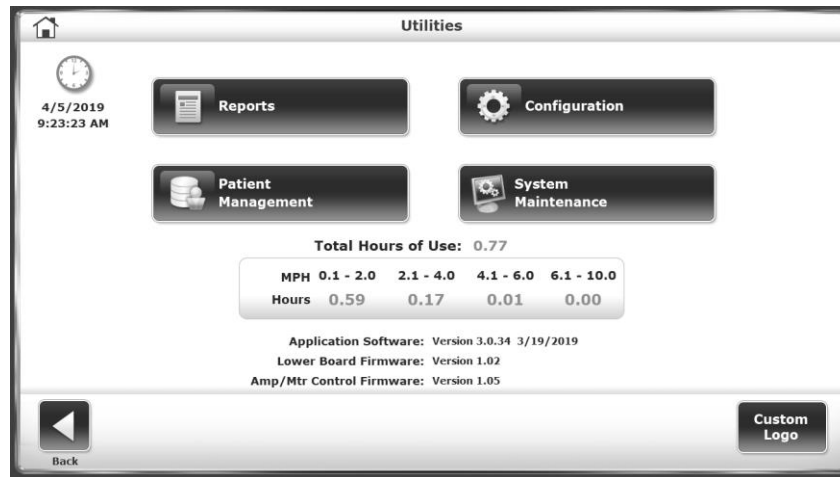 Utilities
4/5/2019
9:23:23 AM
Reports
Configuration
Patient
Management
System
Maintenance
Total Hours of Use: 0.77
MPH 0.1 - 2.0 2.1 - 4.0 4.1 - 6.0 6.1 - 10.0
Hours 0.59 0.17 0.01 0.00
Application Software: Version 3.0.34 3/19/2019
Lower Board Firmware: Version 1.02
Amp/Mtr Control Firmware: Version 1.05
Back
Custom
Logo